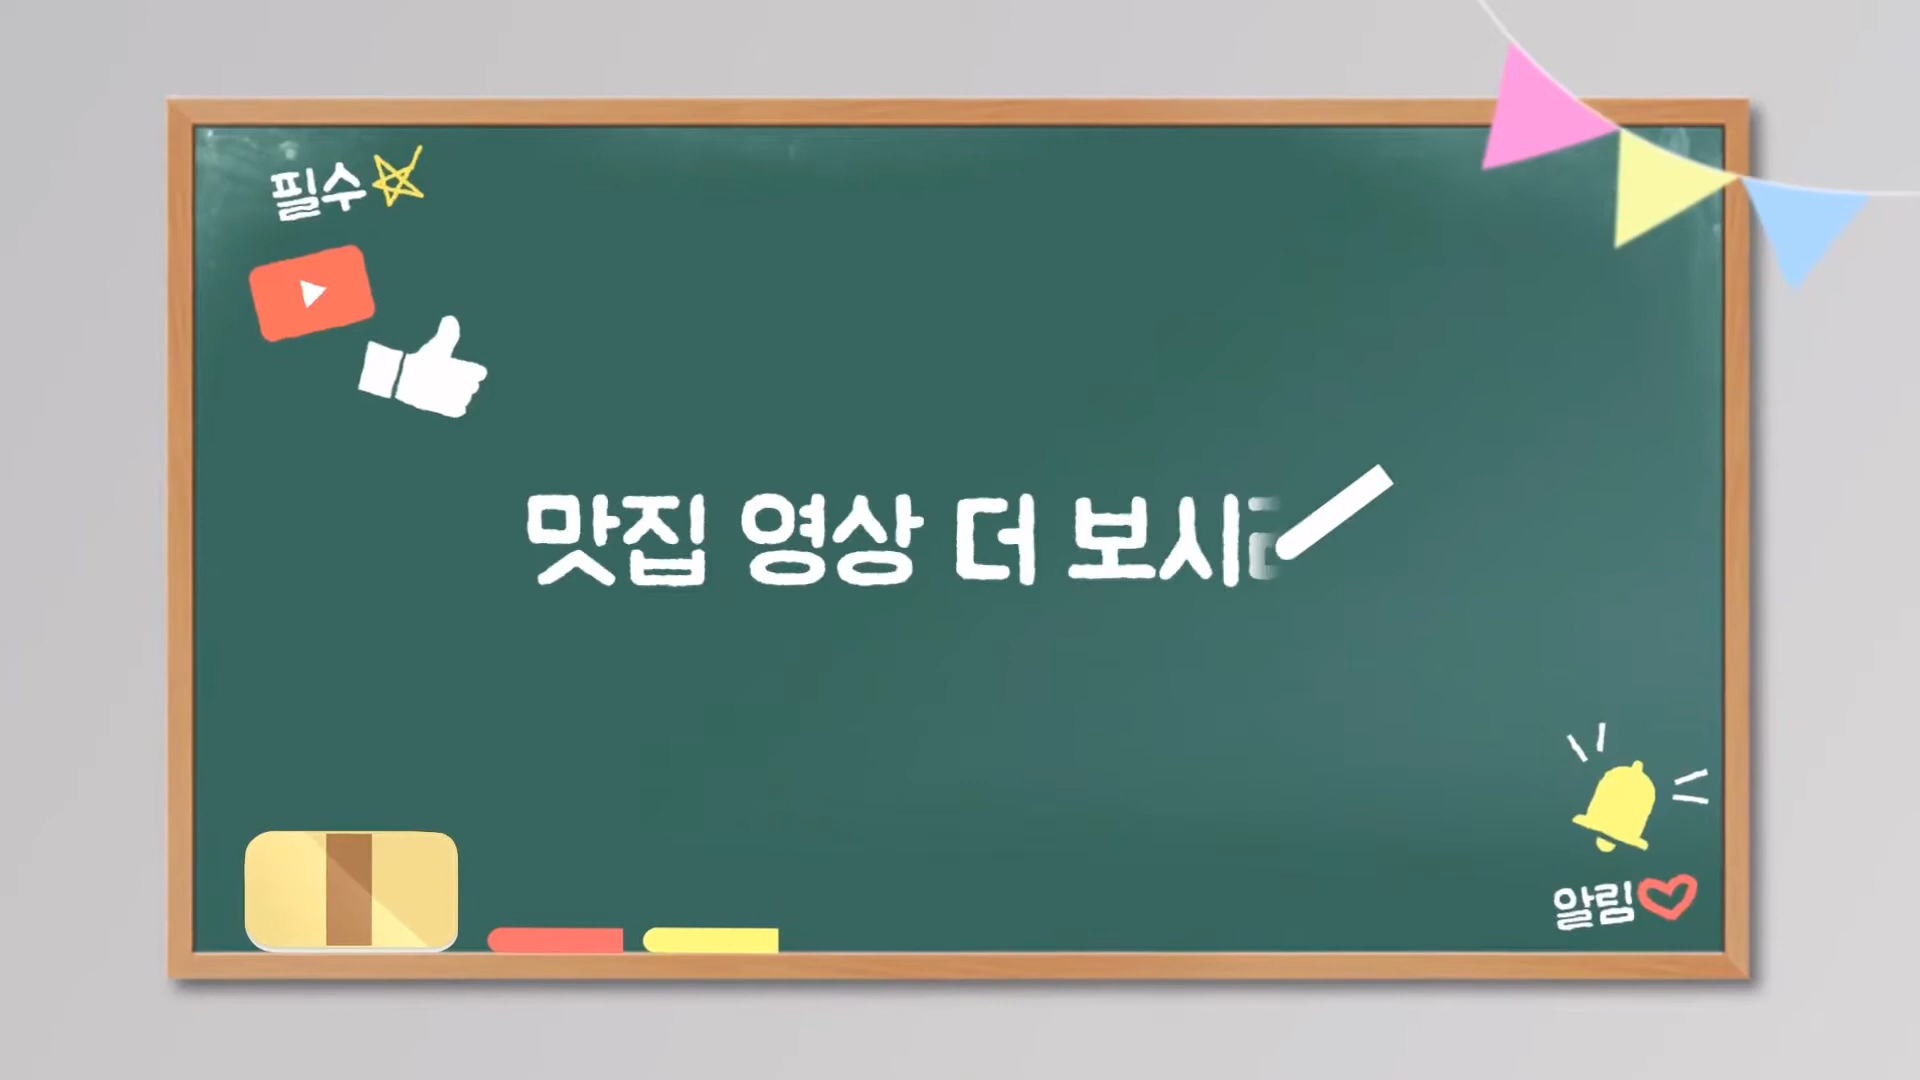 필수
맛집 영상 더 보시
알림